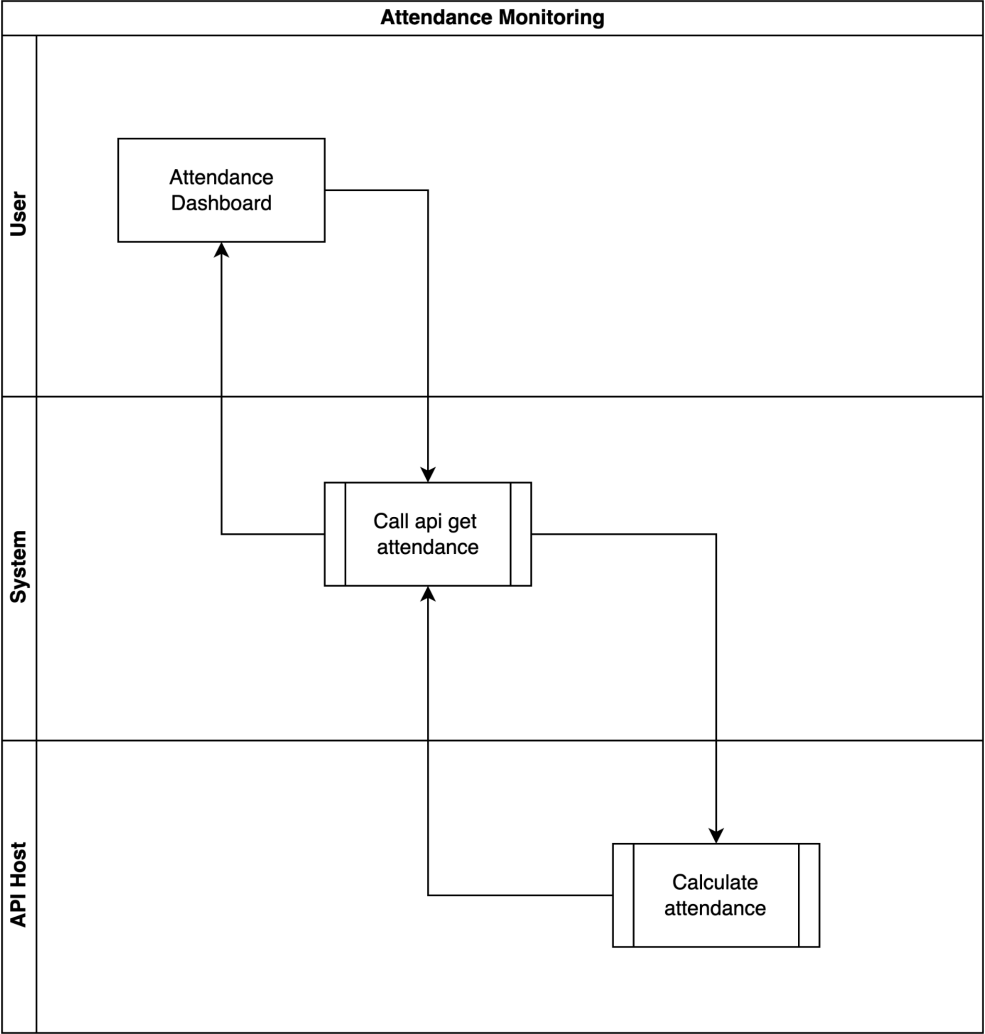 Attendance Monitoring
User
Attendance
Dashboard
System
Call api get
attendance
API Host
Calculate
attendance